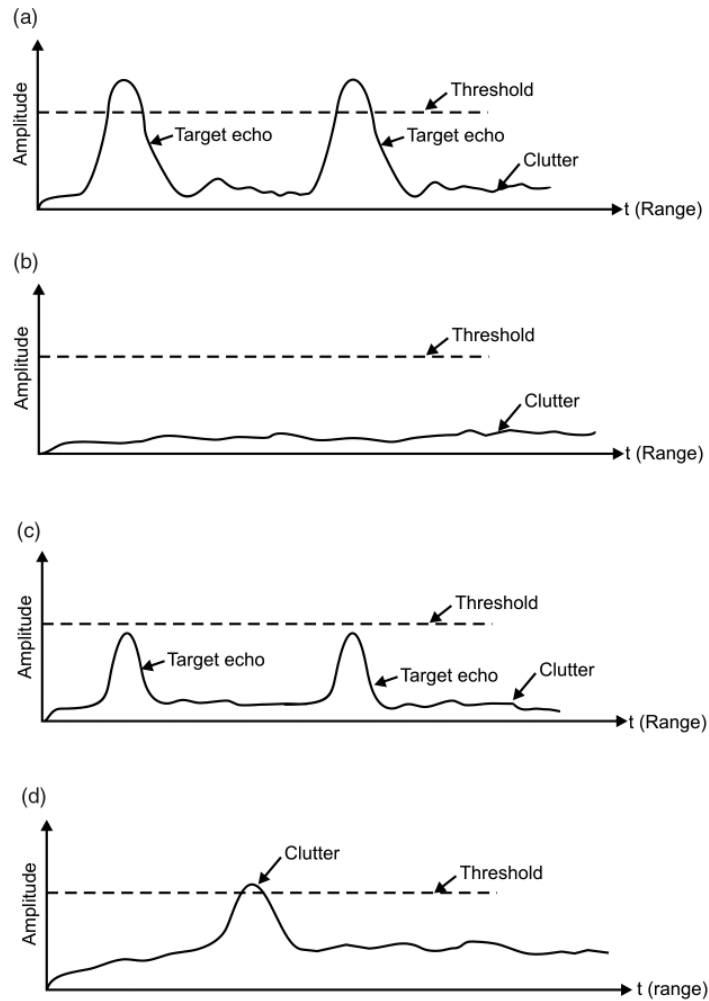 (a)
Amplitude
Threshold
Target echo
Target echo
Clutter
t (Range)
(b)
Amplitude
Threshold
Clutter
t (Range)
(c)
Amplitude
Threshold
Target echo
Target echo
Clutter
t (Range)
(d)
Amplitude
Clutter
Threshold
t (range)